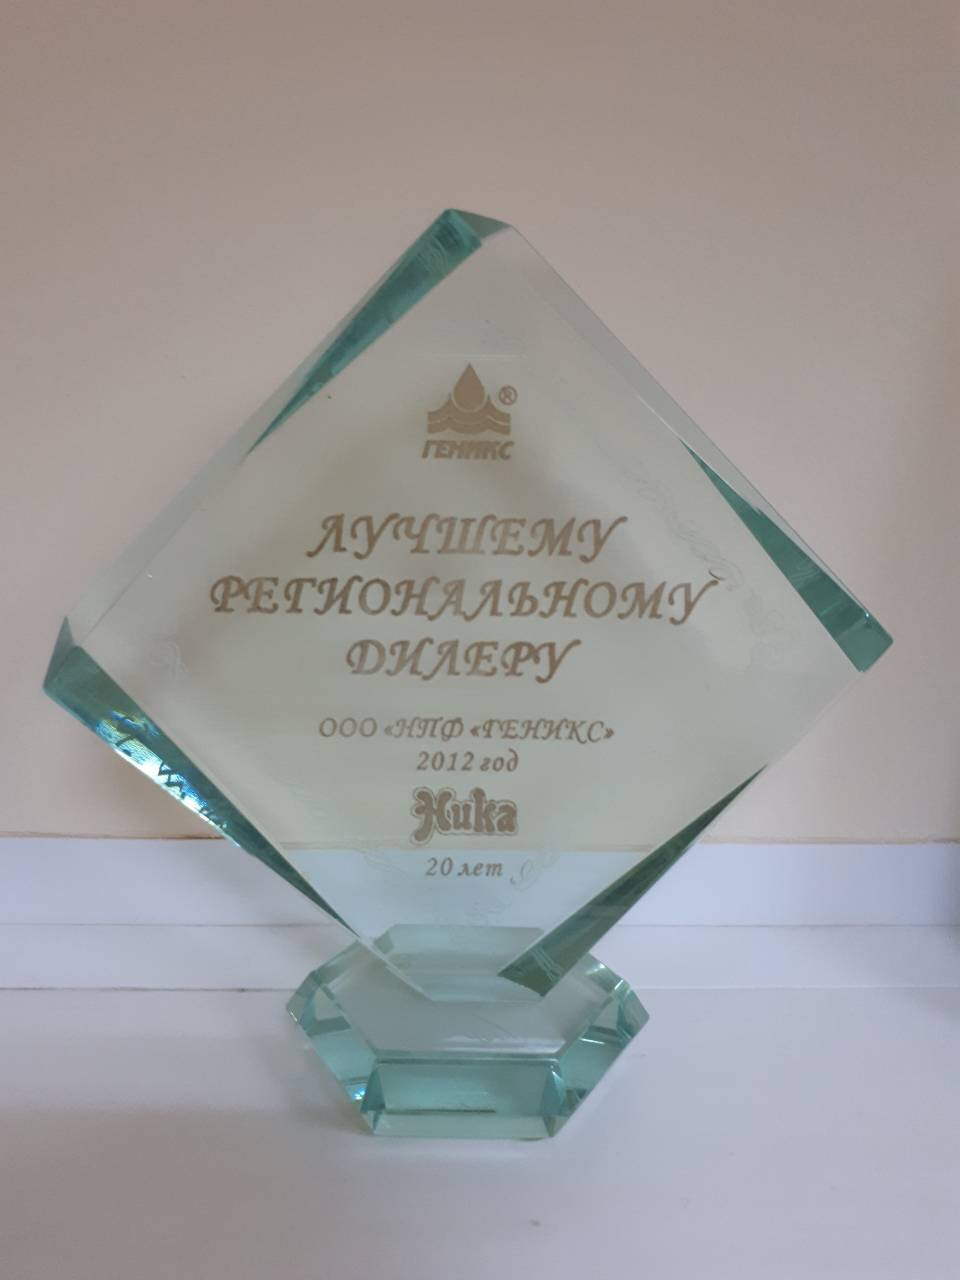 ®
ГЕНИКС
ЛУЧШЕМУ
РЕГИОНАЛЬНОМУ
ДИЛЕРУ
ООО «НПФ «ГЕНИКС»
2012 год
Ника
20 лет